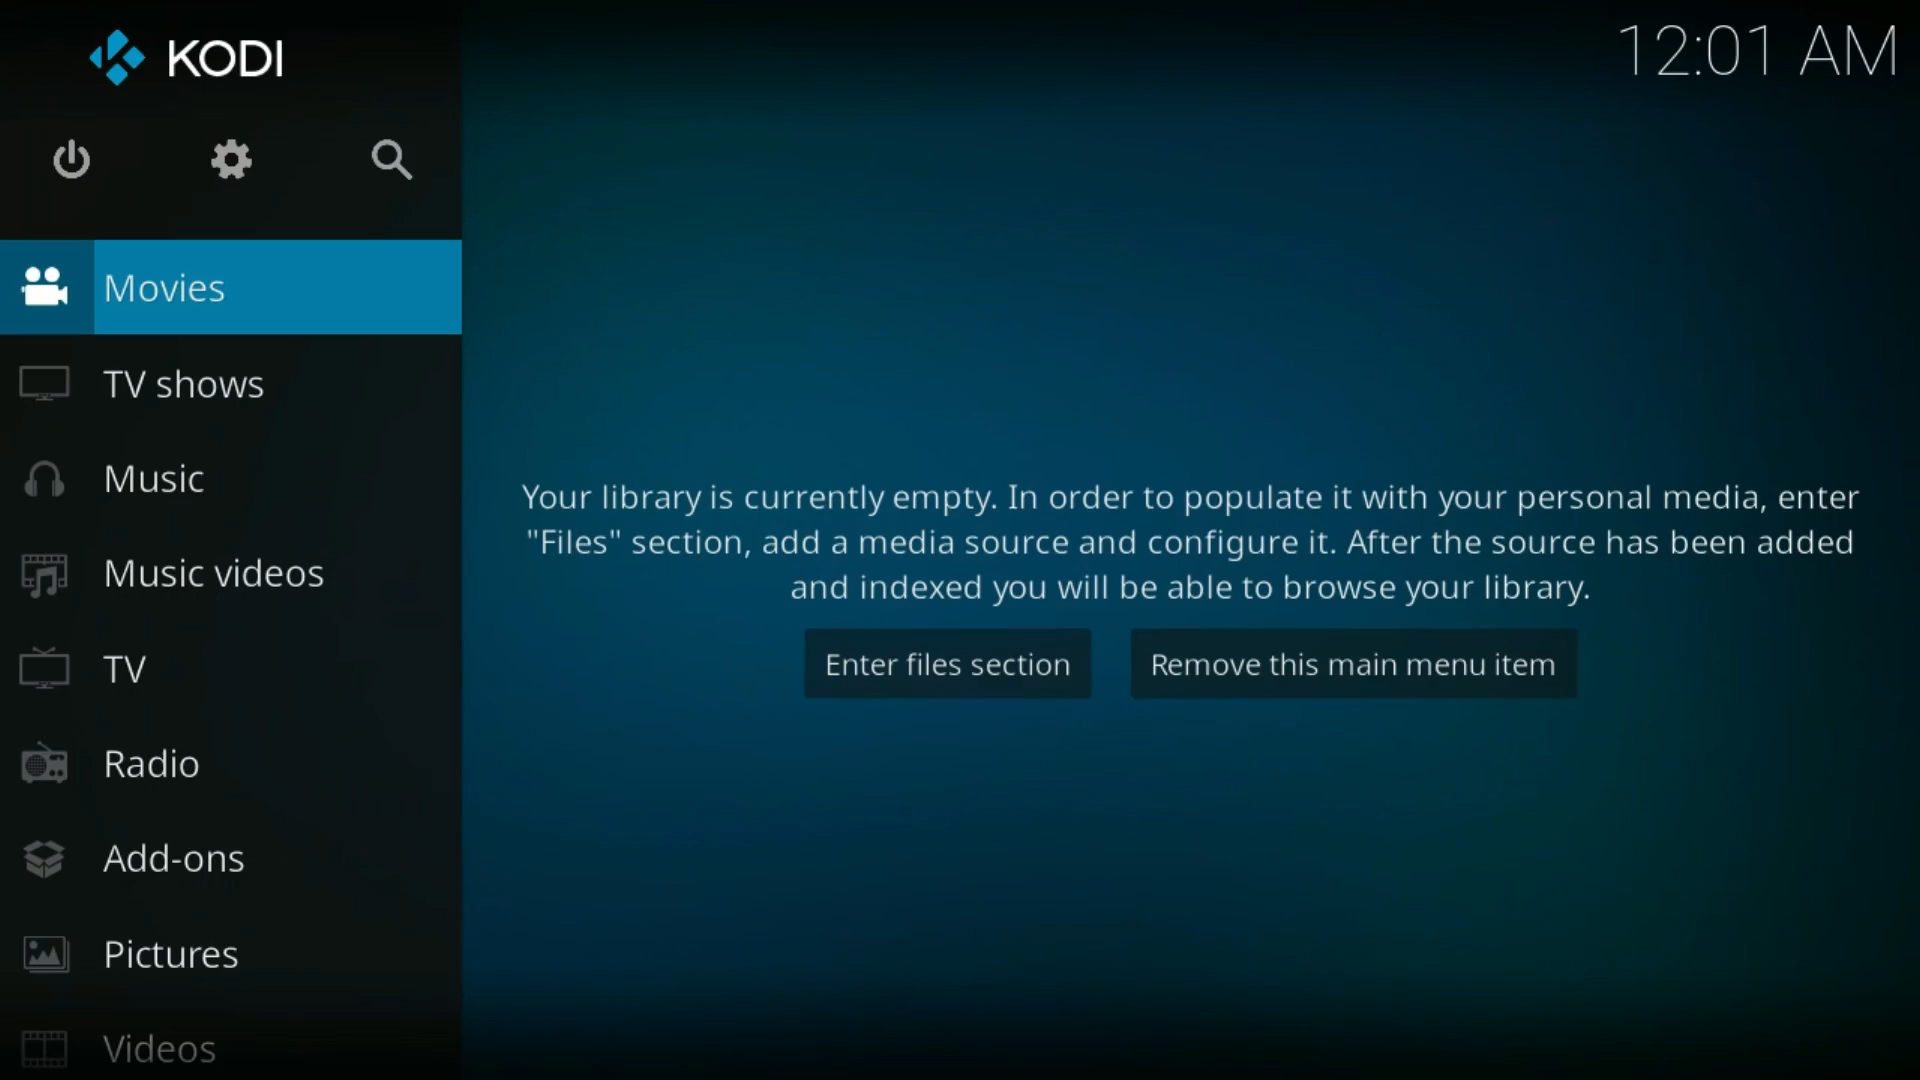 KODI
12:01 AM
Movies
TV shows
Music
Music videos
TV
Radio
Add-ons
Pictures
Videos
Your library is currently empty. In order to populate it with your personal media, enter
"Files" section, add a media source and configure it. After the source has been added
and indexed you will be able to browse your library.
Enter files section
Remove this main menu item